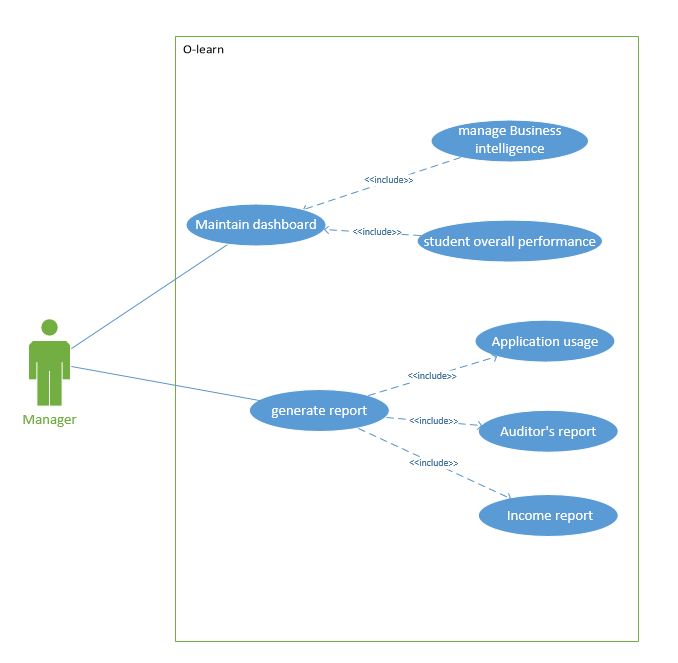 O-learn
manage Business
intelligence
<<include>>
Maintain dashboard
<<include>>
student overall performance
Application usage
<<include>>
generate report
Manager
<<include>>
Auditor's report
<<include>>
Income report